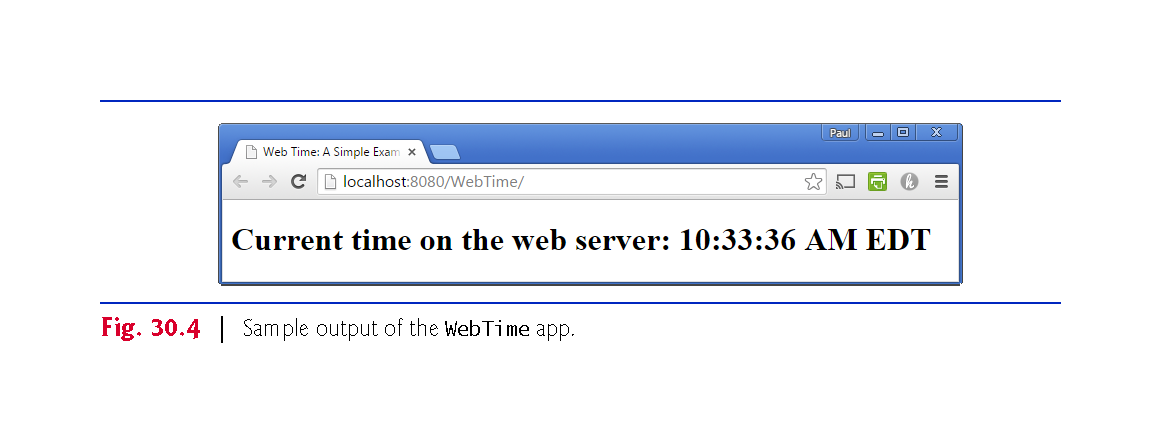 Paul
Web Time: A Simple Exam
localhost:8080/WebTime/
Current time on the web server: 10:33:36 AM EDT
Fig. 30.4 | Sample output of the WebTime app.